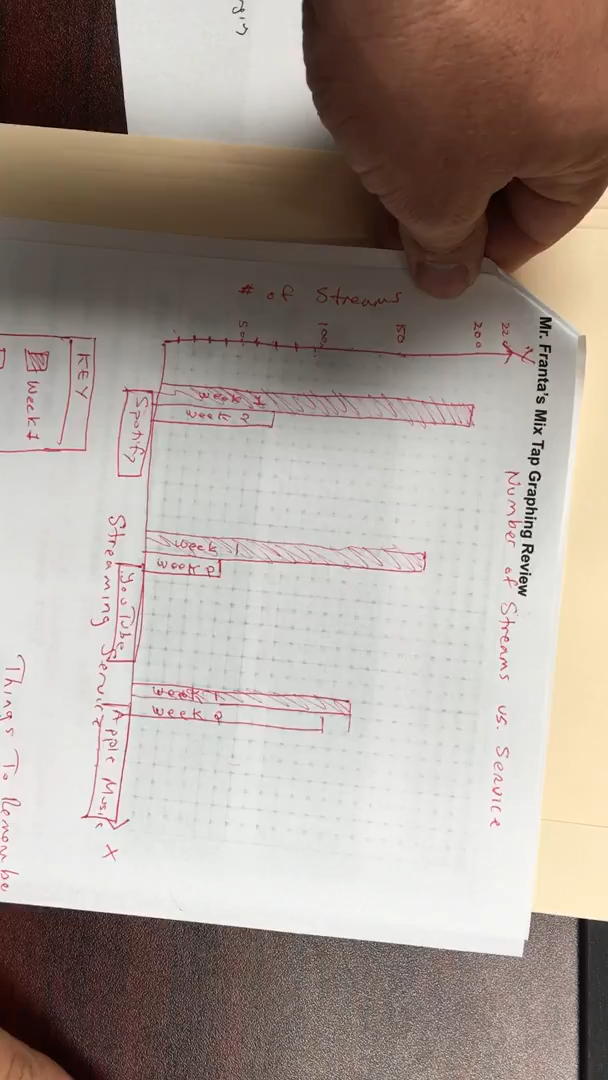 Mr. Franta's Mix Tap Graphing Review
Number of Streams vs. Service
Y
22
200
150
100
50
# of Streams
Week 1
Week 2
Week 1
Week 2
Week 1
Week 2
Spotify
YouTube
Apple Music
X
Streaming Service
KEY
Week 1
Things To Remembe